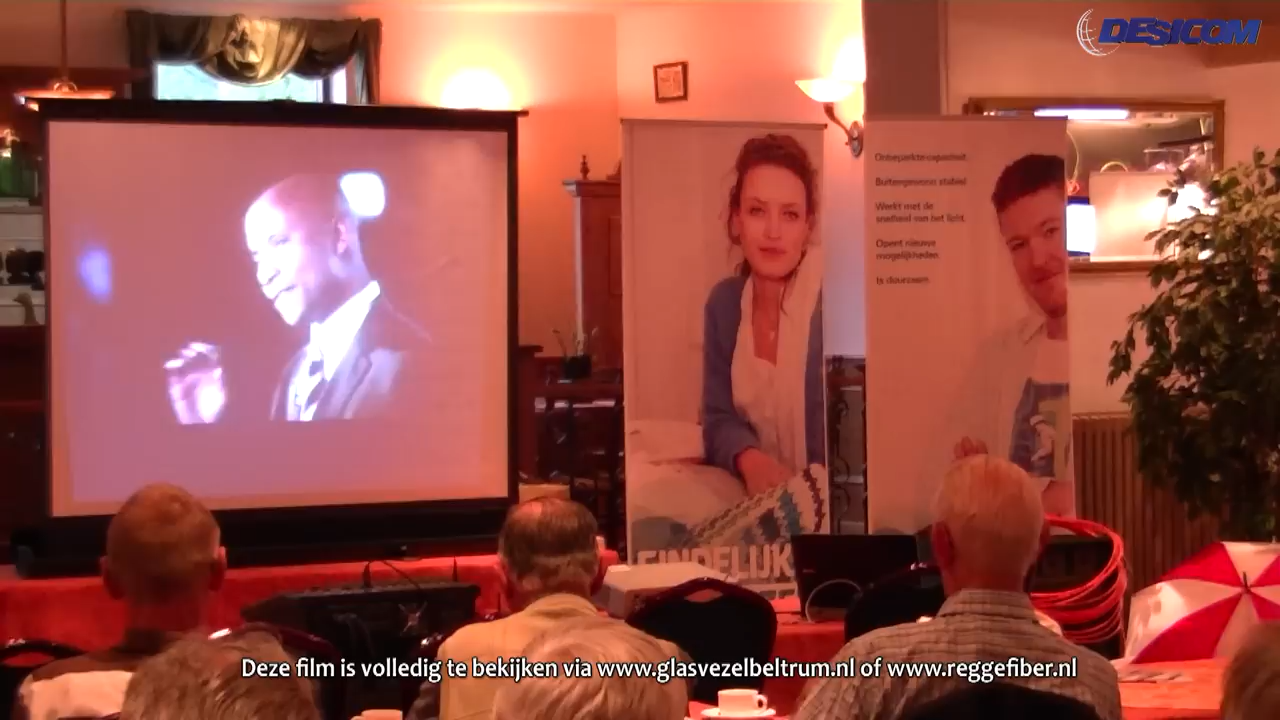 DESICOM
Onbeperkte capaciteit.
Buitengewoon stabiel
Werkt met de
snelheid van het licht.
Opent nieuwe
mogelijkheden.
Is duurzaam
EINDELIJK
Deze film is volledig te bekijken via www.glasvezelbeltrum.nl of www.reggefiber.nl